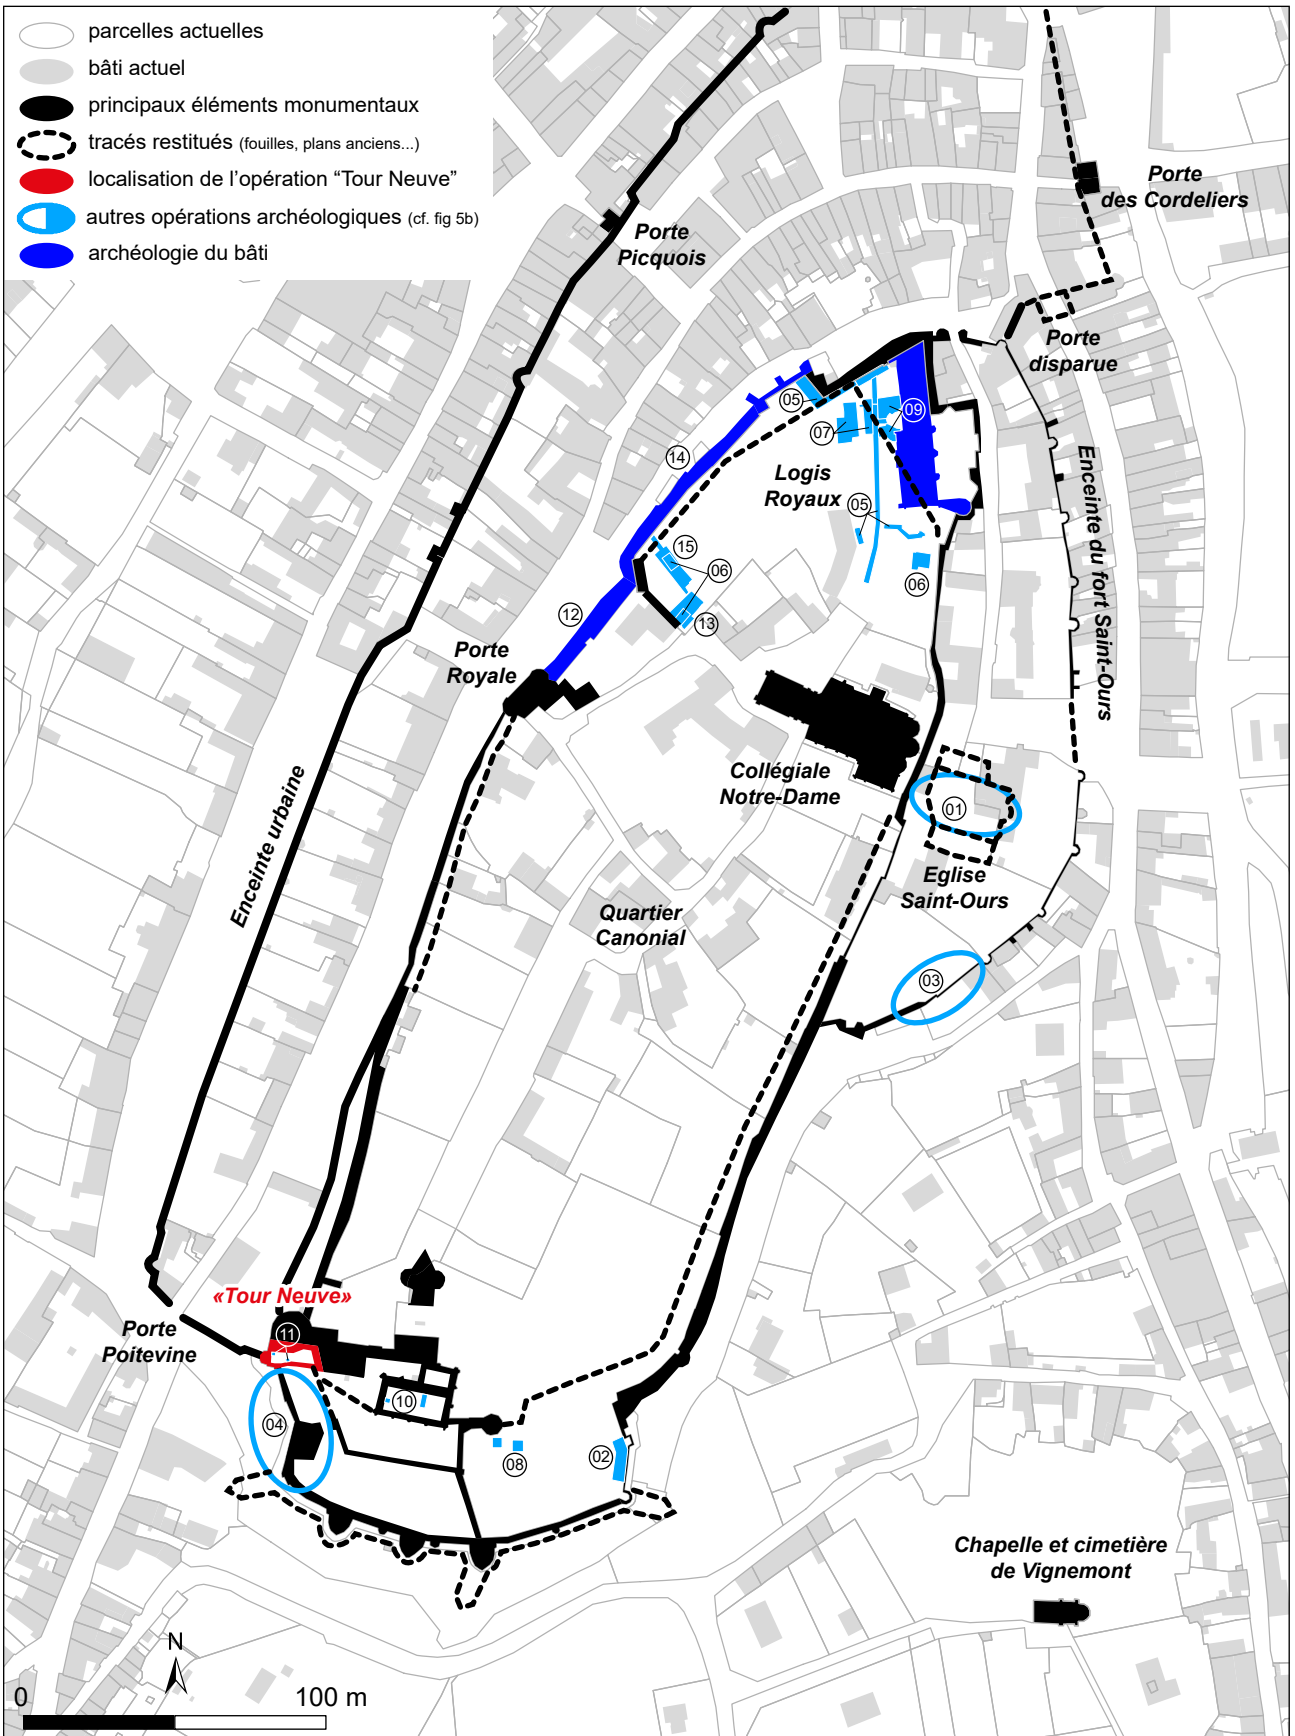 parcelles actuelles
bâti actuel
principaux éléments monumentaux
tracés restitués (fouilles, plans anciens...)
localisation de l’opération “Tour Neuve”
autres opérations archéologiques (cf. fig 5b)
archéologie du bâti
Porte
des Cordeliers
Porte
Picquois
Porte
disparue
05
09
07
14
Logis
Royaux
Enceinte du fort Saint-Ours
05
15
06
06
12
13
Porte
Royale
Collégiale
Notre-Dame
01
Enceinte urbaine
Eglise
Saint-Ours
Quartier
Canonial
03
«Tour Neuve»
11
Porte
Poitevine
10
04
08
02
Chapelle et cimetière
de Vignemont
N
0
100 m